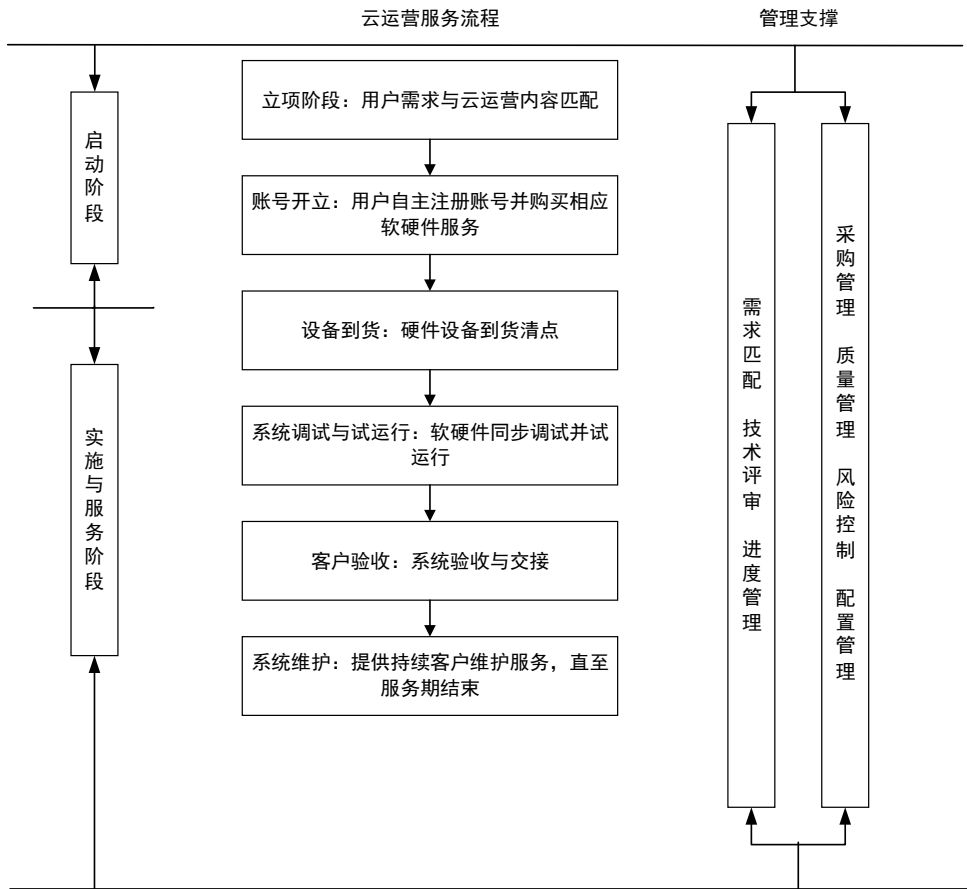 云运营服务流程
管理支撑
启动阶段
实施与服务阶段
立项阶段：用户需求与云运营内容匹配
账号开立：用户自主注册账号并购买相应
软硬件服务
设备到货：硬件设备到货清点
系统调试与试运行：软硬件同步调试并试
运行
客户验收：系统验收与交接
系统维护：提供持续客户维护服务，直至
服务期结束
需求匹配 技术评审 进度管理
采购管理 质量管理 风险控制 配置管理